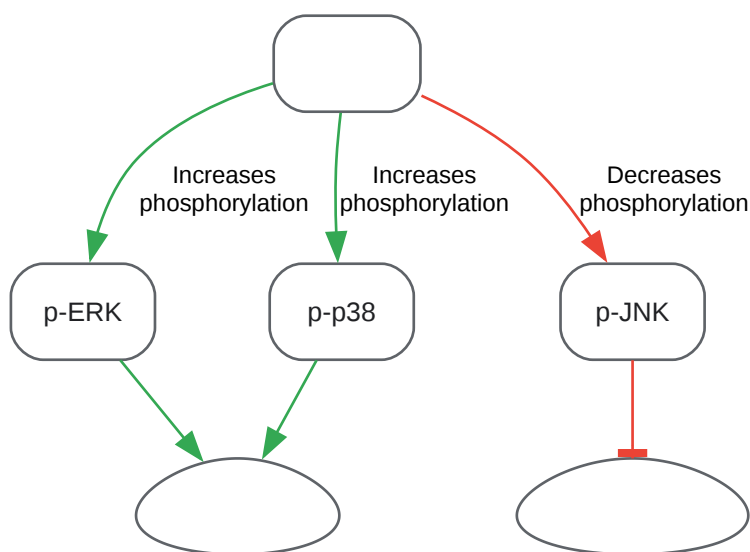 Increases
phosphorylation
Increases
phosphorylation
Decreases
phosphorylation
p-ERK
p-p38
p-JNK